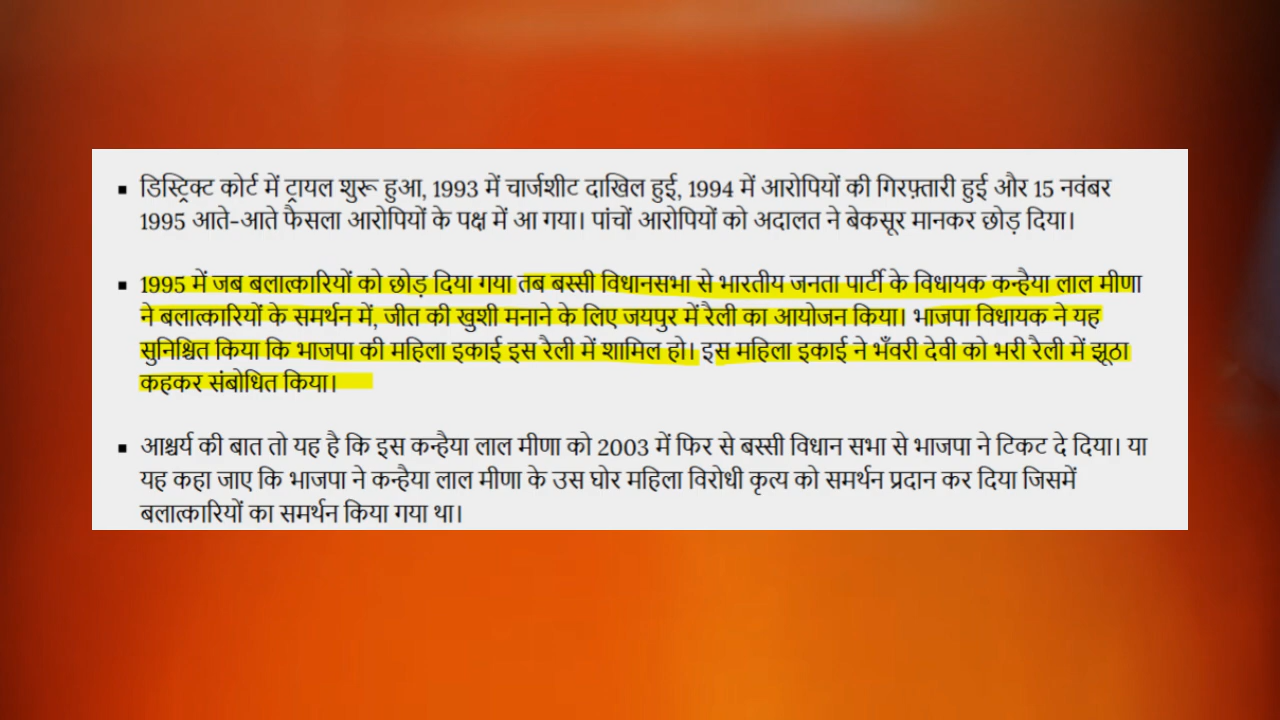 ▪ डिस्ट्रिक्ट कोर्ट में ट्रायल शुरू हुआ, 1993 में चार्जशीट दाखिल हुई, 1994 में आरोपियों की गिरफ़्तारी हुई और 15 नवंबर
1995 आते-आते फैसला आरोपियों के पक्ष में आ गया। पांचों आरोपियों को अदालत ने बेकसूर मानकर छोड़ दिया।
▪ 1995 में जब बलात्कारियों को छोड़ दिया गया तब बस्सी विधानसभा से भारतीय जनता पार्टी के विधायक कन्हैया लाल मीणा
ने बलात्कारियों के समर्थन में, जीत की खुशी मनाने के लिए जयपुर में रैली का आयोजन किया। भाजपा विधायक ने यह
सुनिश्चित किया कि भाजपा की महिला इकाई इस रैली में शामिल हो। इस महिला इकाई ने भँवरी देवी को भरी रैली में झूठा
कहकर संबोधित किया।
▪ आश्चर्य की बात तो यह है कि इस कन्हैया लाल मीणा को 2003 में फिर से बस्सी विधान सभा से भाजपा ने टिकट दे दिया। या
यह कहा जाए कि भाजपा ने कन्हैया लाल मीणा के उस घोर महिला विरोधी कृत्य को समर्थन प्रदान कर दिया जिसमें
बलात्कारियों का समर्थन किया गया था।